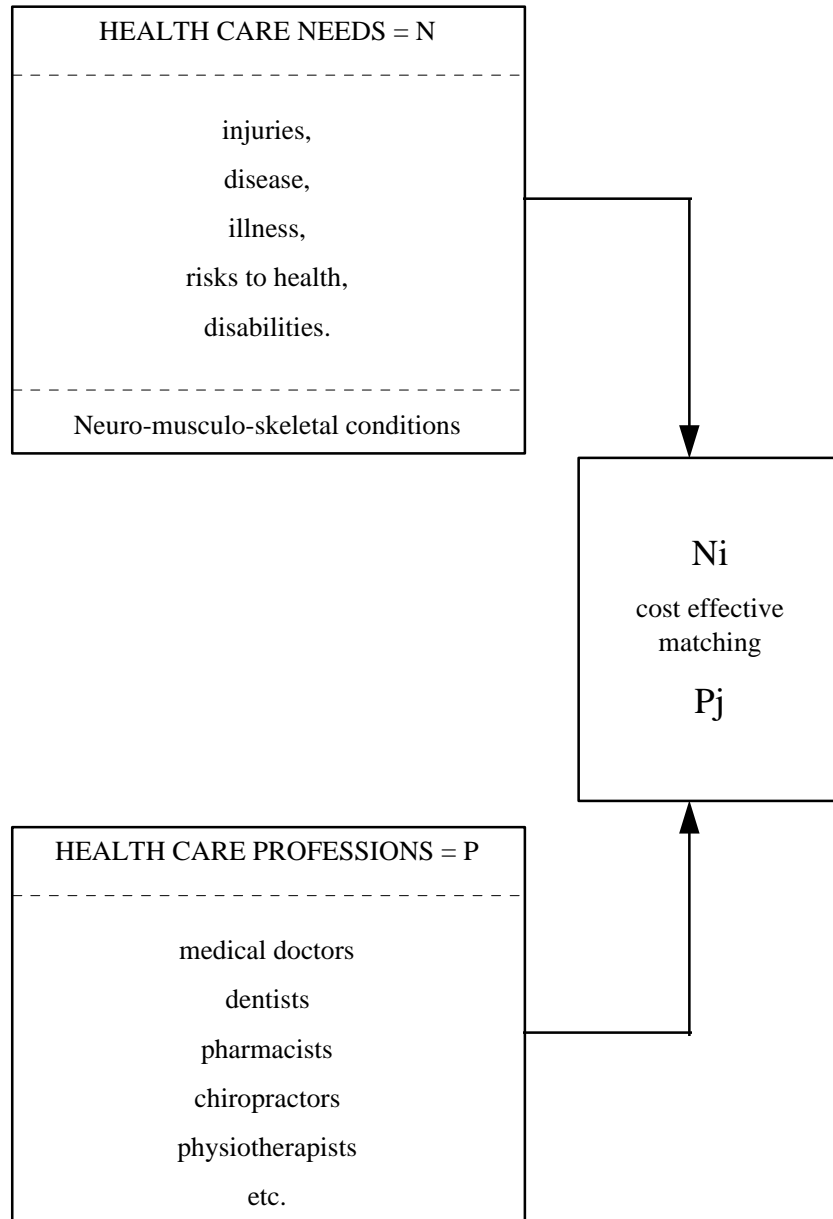 HEALTH CARE NEEDS = N
injuries,
disease,
illness,
risks to health,
disabilities.
Neuro-musculo-skeletal conditions
Ni
cost effective
matching
Pj
HEALTH CARE PROFESSIONS = P
medical doctors
dentists
pharmacists
chiropractors
physiotherapists
etc.